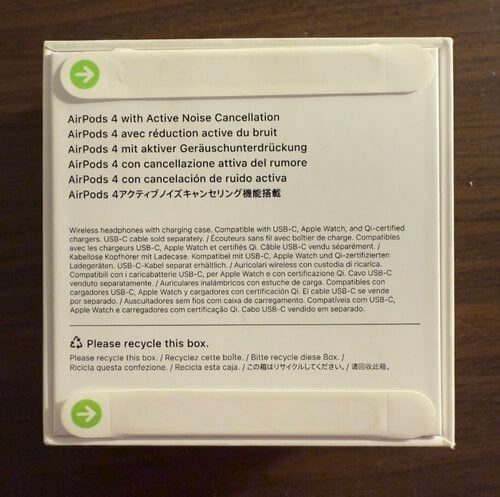 AirPods 4 with Active Noise Cancellation
AirPods 4 avec réduction active du bruit
AirPods 4 mit aktiver Geräuschunterdrückung
AirPods 4 con cancellazione attiva del rumore
AirPods 4 con cancelación de ruido activa
AirPods 4アクティブノイズキャンセリング機能搭載
Wireless headphones with charging case. Compatible with USB-C, Apple Watch, and Qi-certified
chargers. USB-C cable sold separately. / Écouteurs sans fil avec boîtier de charge. Compatibles
avec les chargeurs USB-C, Apple Watch et certifiés Qi. Câble USB-C vendu séparément. /
Kabellose Kopfhörer mit Ladecase. Kompatibel mit USB-C, Apple Watch und Qi-zertifizierten
Ladegeräten. USB-C-Kabel separat erhältlich. / Auricolari wireless con custodia di ricarica.
Compatibili con i caricabatterie USB-C, per Apple Watch e con certificazione Qi. Cavo USB-C
venduto separatamente. / Auriculares inalámbricos con estuche de carga. Compatibles con
cargadores USB-C, Apple Watch y cargadores con certificación Qi. El cable USB-C se vende
por separado. / Auscultadores sem fios com caixa de carregamento. Compatíveis com USB-C,
Apple Watch e carregadores com certificação Qi. Cabo USB-C vendido em separado.
Please recycle this box.
Please recycle this box. / Recyclez cette boîte. / Bitte recycle diese Box. /
Ricicla questa confezione. / Recicla esta caja. / この箱はリサイクルしてください。/ 请回收此箱。